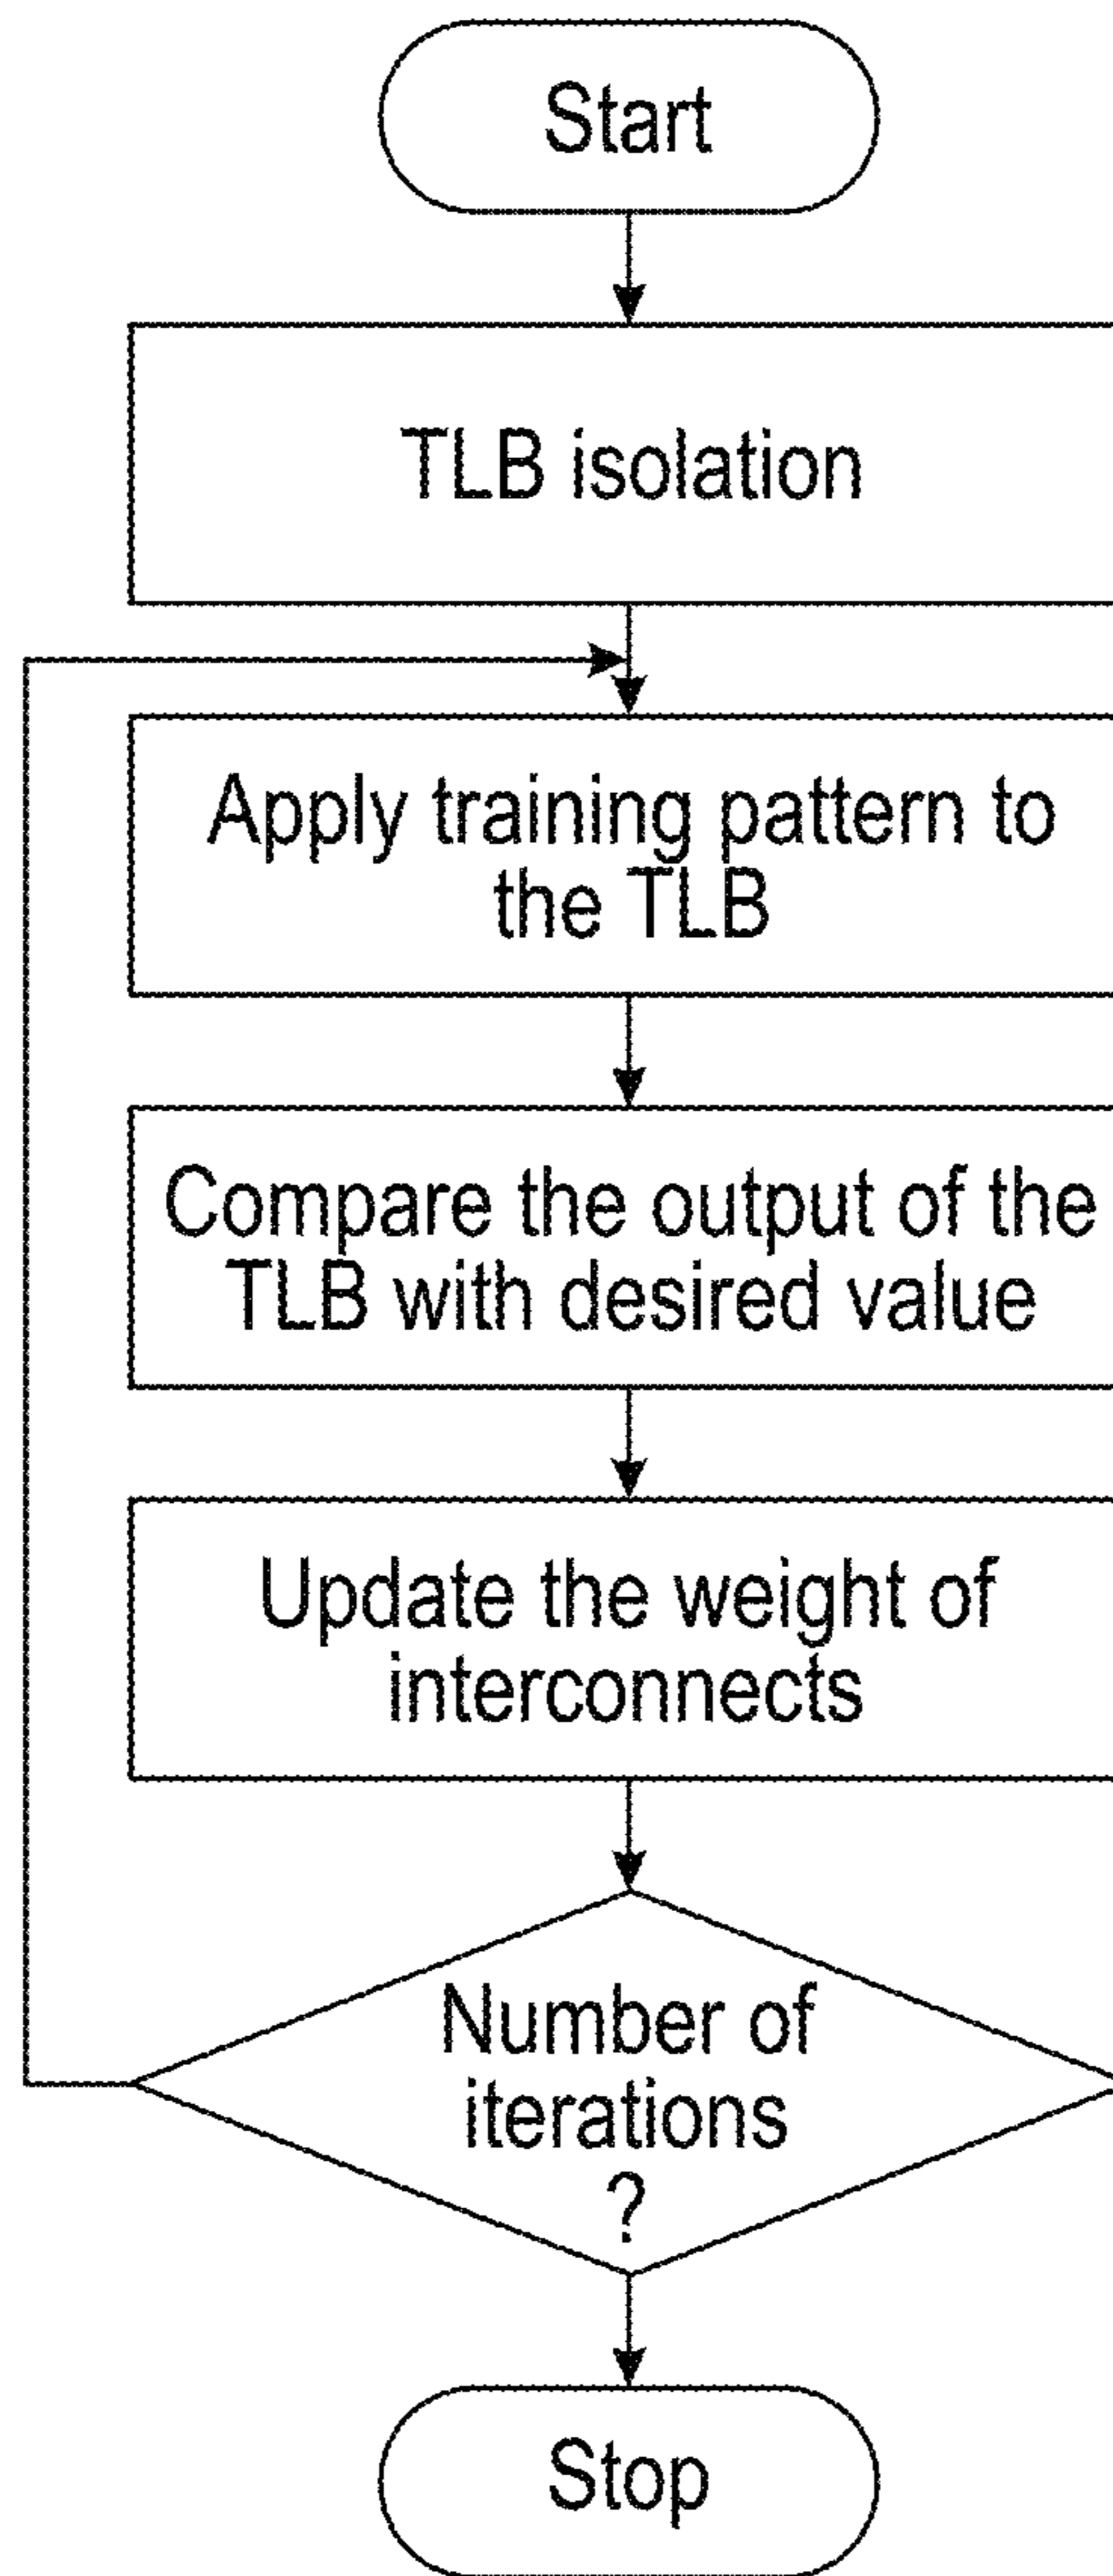 Start
TLB isolation
Apply training pattern to
the TLB
Compare the output of the
TLB with desired value
Update the weight of
interconnects
Number of
iterations
?
Stop